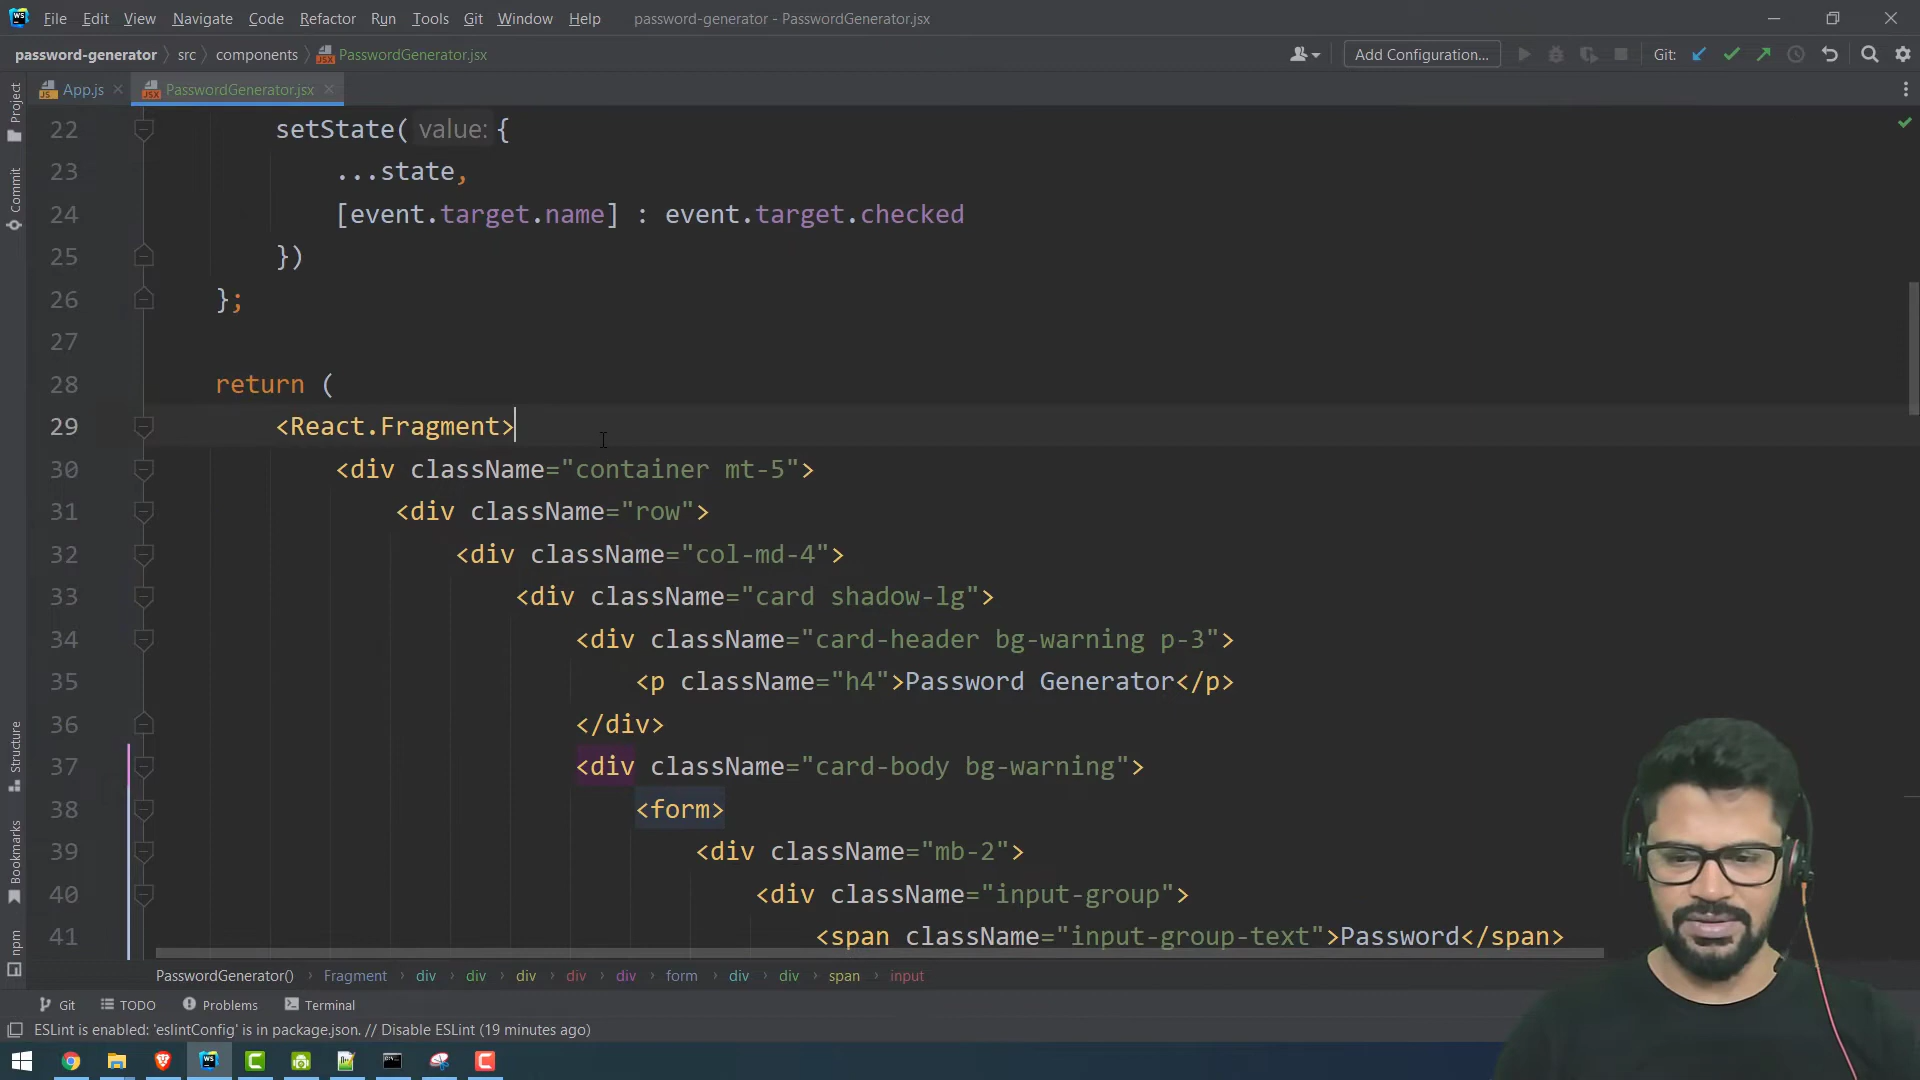 File Edit View Navigate Code Refactor Run Tools Git Window Help password-generator - PasswordGenerator.jsx
password-generator src components PasswordGenerator.jsx Add Configuration... Git:
App.js PasswordGenerator.jsx
Project
Commit
Structure
Bookmarks
npm
22 setState( value: {
23 ...state,
24 [event.target.name] : event.target.checked
25 })
26 };
27
28 return (
29 <React.Fragment>
30 <div className="container mt-5">
31 <div className="row">
32 <div className="col-md-4">
33 <div className="card shadow-lg">
34 <div className="card-header bg-warning p-3">
35 <p className="h4">Password Generator</p>
36 </div>
37 <div className="card-body bg-warning">
38 <form>
39 <div className="mb-2">
40 <div className="input-group">
41 <span className="input-group-text">Password</span>
PasswordGenerator() Fragment div div div div div form div div span input
Git TODO Problems Terminal
ESLint is enabled: 'eslintConfig' is in package.json. // Disable ESLint (19 minutes ago)